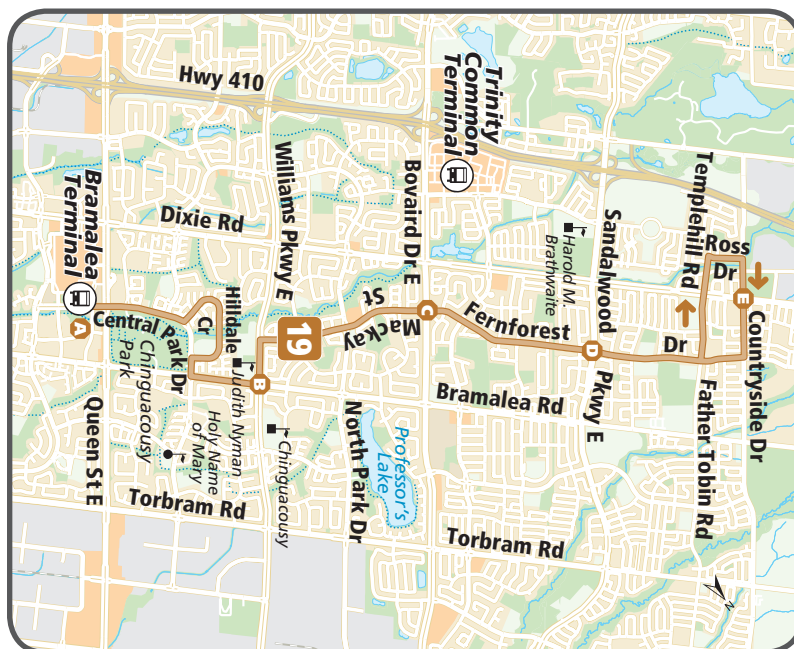 Hwy 410
Trinity
Common
Terminal
Bramalea
Terminal
Dixie Rd
Williams Pkwy E
Bovaird Dr E
Harold M.
Brathwaite
Sandalwood
Pkwy E
Templehill Rd
Ross
Dr
E
Countryside Dr
A
Central Park Dr
Hilldale
Cr
19
Mackay
St
C
Fernforest
Dr
D
B
Chinguacousy
Park
Judith Nyman
Holy Name
of Mary
Chinguacousy
Bramalea Rd
Father Tobin Rd
Queen St E
North Park Dr
Professor's
Lake
Torbram Rd
Torbram Rd
N